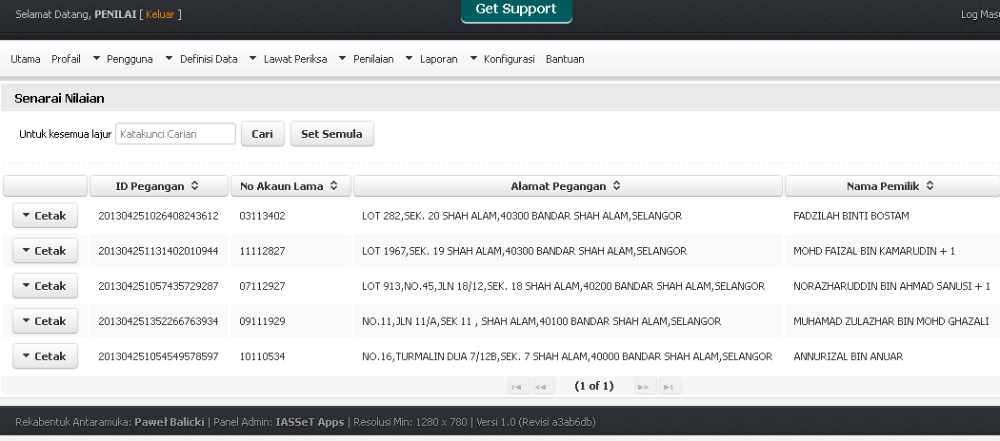 Selamat Datang, PENILAI [ Keluar ]
Get Support
Log Mas
Utama Profail Pengguna Definisi Data Lawat Periksa Penilaian Laporan Konfigurasi Bantuan
Senarai Nilaian
Untuk kesemua lajur Katakunci Carian Cari Set Semula
ID Pegangan No Akaun Lama Alamat Pegangan Nama Pemilik
Cetak 201304251026408243612 03113402 LOT 282,SEK. 20 SHAH ALAM,40300 BANDAR SHAH ALAM,SELANGOR FADZILAH BINTI BOSTAM
Cetak 201304251131402010944 11112827 LOT 1967,SEK. 19 SHAH ALAM,40300 BANDAR SHAH ALAM,SELANGOR MOHD FAIZAL BIN KAMARUDIN + 1
Cetak 201304251057435729287 07112927 LOT 913,NO.45,JLN 18/12,SEK. 18 SHAH ALAM,40200 BANDAR SHAH ALAM,SELANGOR NORAZHARUDDIN BIN AHMAD SANUSI + 1
Cetak 201304251352266763934 09111929 NO.11,JLN 11/A,SEK 11 , SHAH ALAM,40100 BANDAR SHAH ALAM,SELANGOR MUHAMAD ZULAZHAR BIN MOHD GHAZALI
Cetak 201304251054549578597 10110534 NO.16,TURMALIN DUA 7/12B,SEK. 7 SHAH ALAM,40000 BANDAR SHAH ALAM,SELANGOR ANNURIZAL BIN ANUAR
(1 of 1)
Rekabentuk Antaramuka: Paweł Balicki | Panel Admin: IASSeT Apps | Resolusi Min: 1280 x 780 | Versi 1.0 (Revisi a3ab6db)